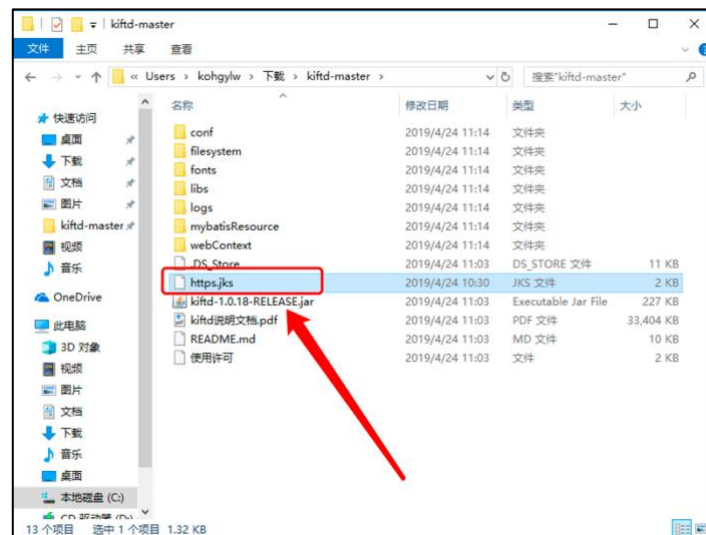 kiftd-master
文件 主页 共享 查看
« Users › kohgylw › 下载 › kiftd-master ›
搜索"kiftd-master"
名称 修改日期 类型 大小
快速访问
桌面
下载
文档
图片
kiftd-master
视频
音乐
OneDrive
此电脑
3D 对象
视频
图片
文档
下载
音乐
桌面
本地磁盘 (C:)
CD 驱动器 (D:)
conf 2019/4/24 11:14 文件夹
filesystem 2019/4/24 11:14 文件夹
fonts 2019/4/24 11:14 文件夹
libs 2019/4/24 11:14 文件夹
logs 2019/4/24 11:14 文件夹
mybatisResource 2019/4/24 11:14 文件夹
webContext 2019/4/24 11:14 文件夹
.DS_Store 2019/4/24 11:03 DS_STORE 文件 11 KB
https.jks 2019/4/24 10:30 JKS 文件 2 KB
kiftd-1.0.18-RELEASE.jar 2019/4/24 11:03 Executable Jar File 227 KB
kiftd说明文档.pdf 2019/4/24 11:03 PDF 文件 33,404 KB
README.md 2019/4/24 11:03 MD 文件 10 KB
使用许可 2019/4/24 11:03 文件 2 KB
13 个项目 选中 1 个项目 1.32 KB